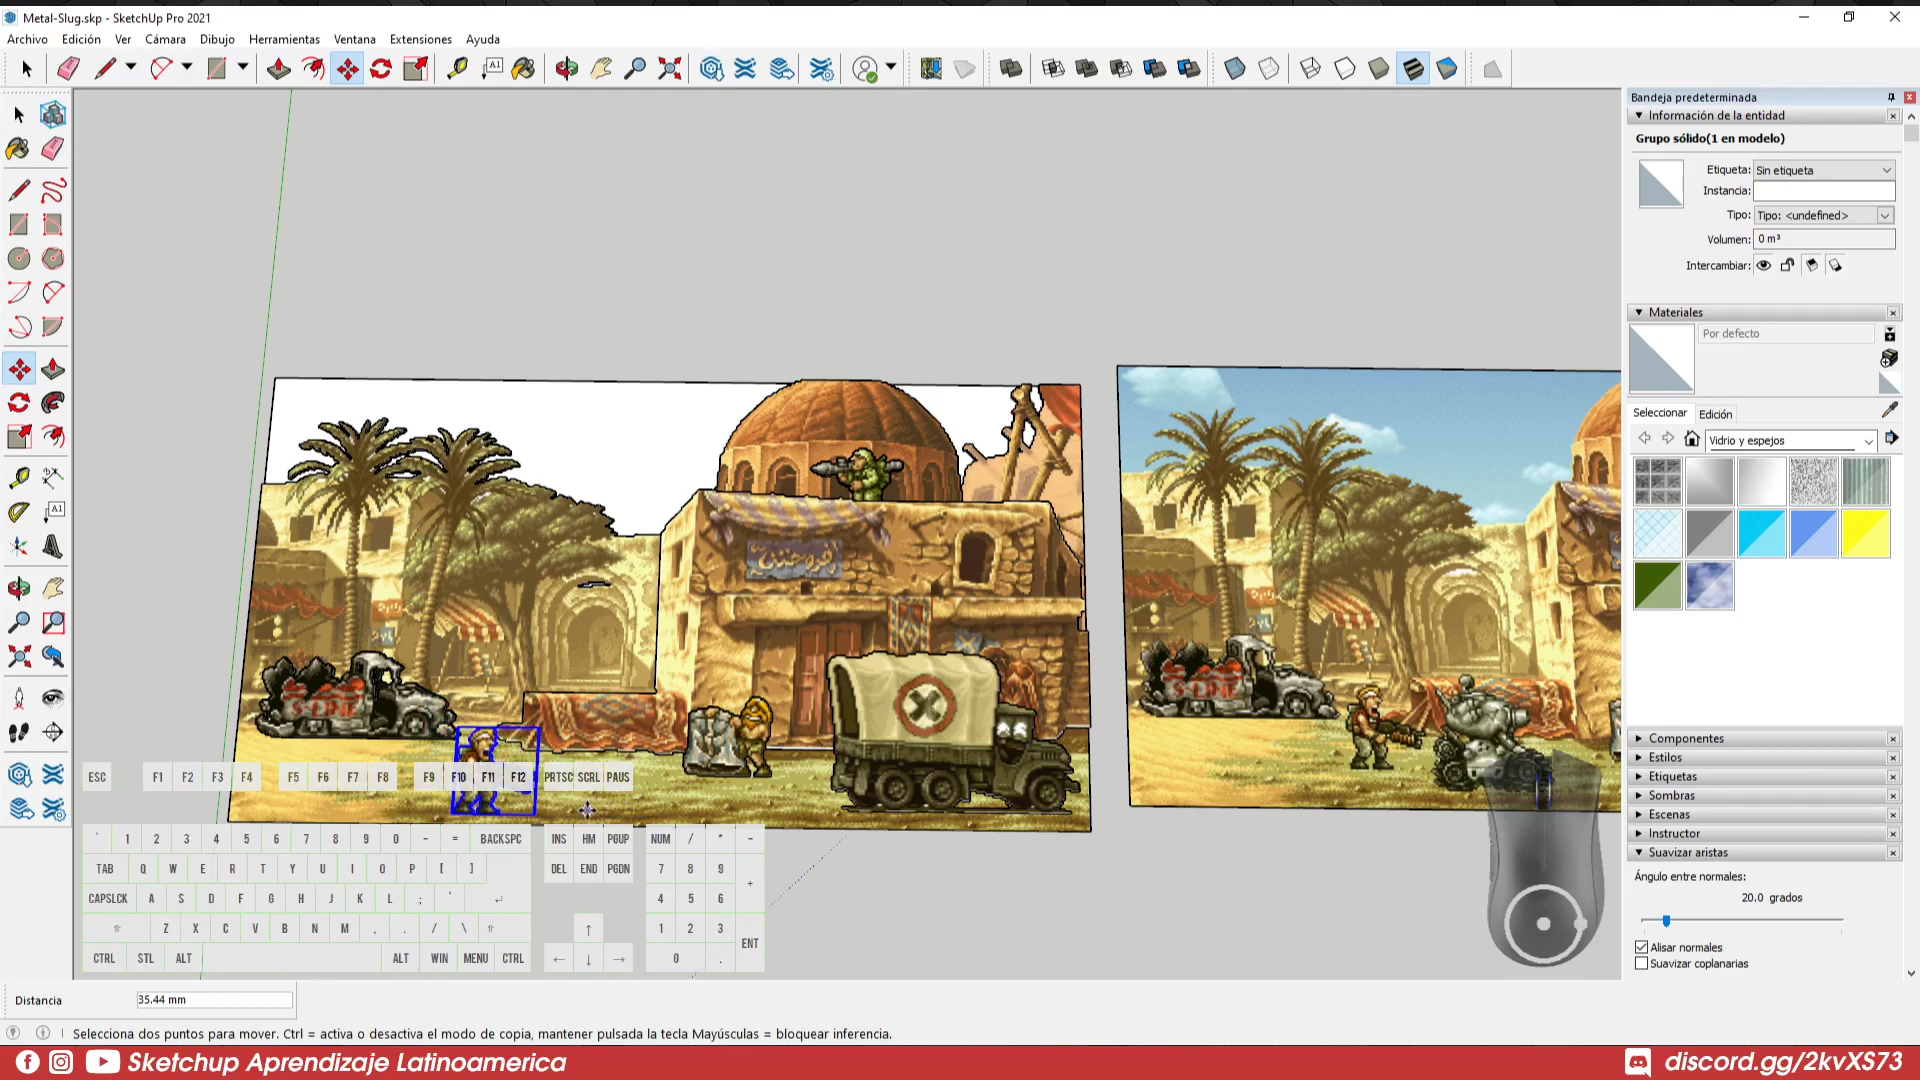 Metal-Slug.skp - SketchUp Pro 2021
Archivo Edición Ver Cámara Dibujo Herramientas Ventana Extensiones Ayuda
Bandeja predeterminada
Información de la entidad
Grupo sólido(1 en modelo)
Etiqueta: Sin etiqueta
Instancia:
Tipo: Tipo: <undefined>
Volumen: 0 m³
Intercambiar:
Materiales
Por defecto
Seleccionar Edición
Vidrio y espejos
Componentes
Estilos
Etiquetas
Sombras
Escenas
Instructor
Suavizar aristas
Ángulo entre normales:
20.0 grados
Alisar normales
Suavizar coplanarias
S-LINE
S-LINE
ESC F1 F2 F3 F4 F5 F6 F7 F8 F9 F10 F11 F12 PRTSC SCRL PAUS
` 1 2 3 4 5 6 7 8 9 0 - = BACKSPC INS HM PGUP NUM / * -
TAB Q W E R T Y U I O P [ ] DEL END PGDN 7 8 9 +
CAPSLCK A S D F G H J K L ; ' 4 5 6
Z X C V B N M , . / \ ↑ 1 2 3 ENT
CTRL STL ALT ALT WIN MENU CTRL ← ↓ → 0 .
Distancia 35.44 mm
Selecciona dos puntos para mover. Ctrl = activa o desactiva el modo de copia, mantener pulsada la tecla Mayúsculas = bloquear inferencia.
Sketchup Aprendizaje Latinoamerica
discord.gg/2kvXS73